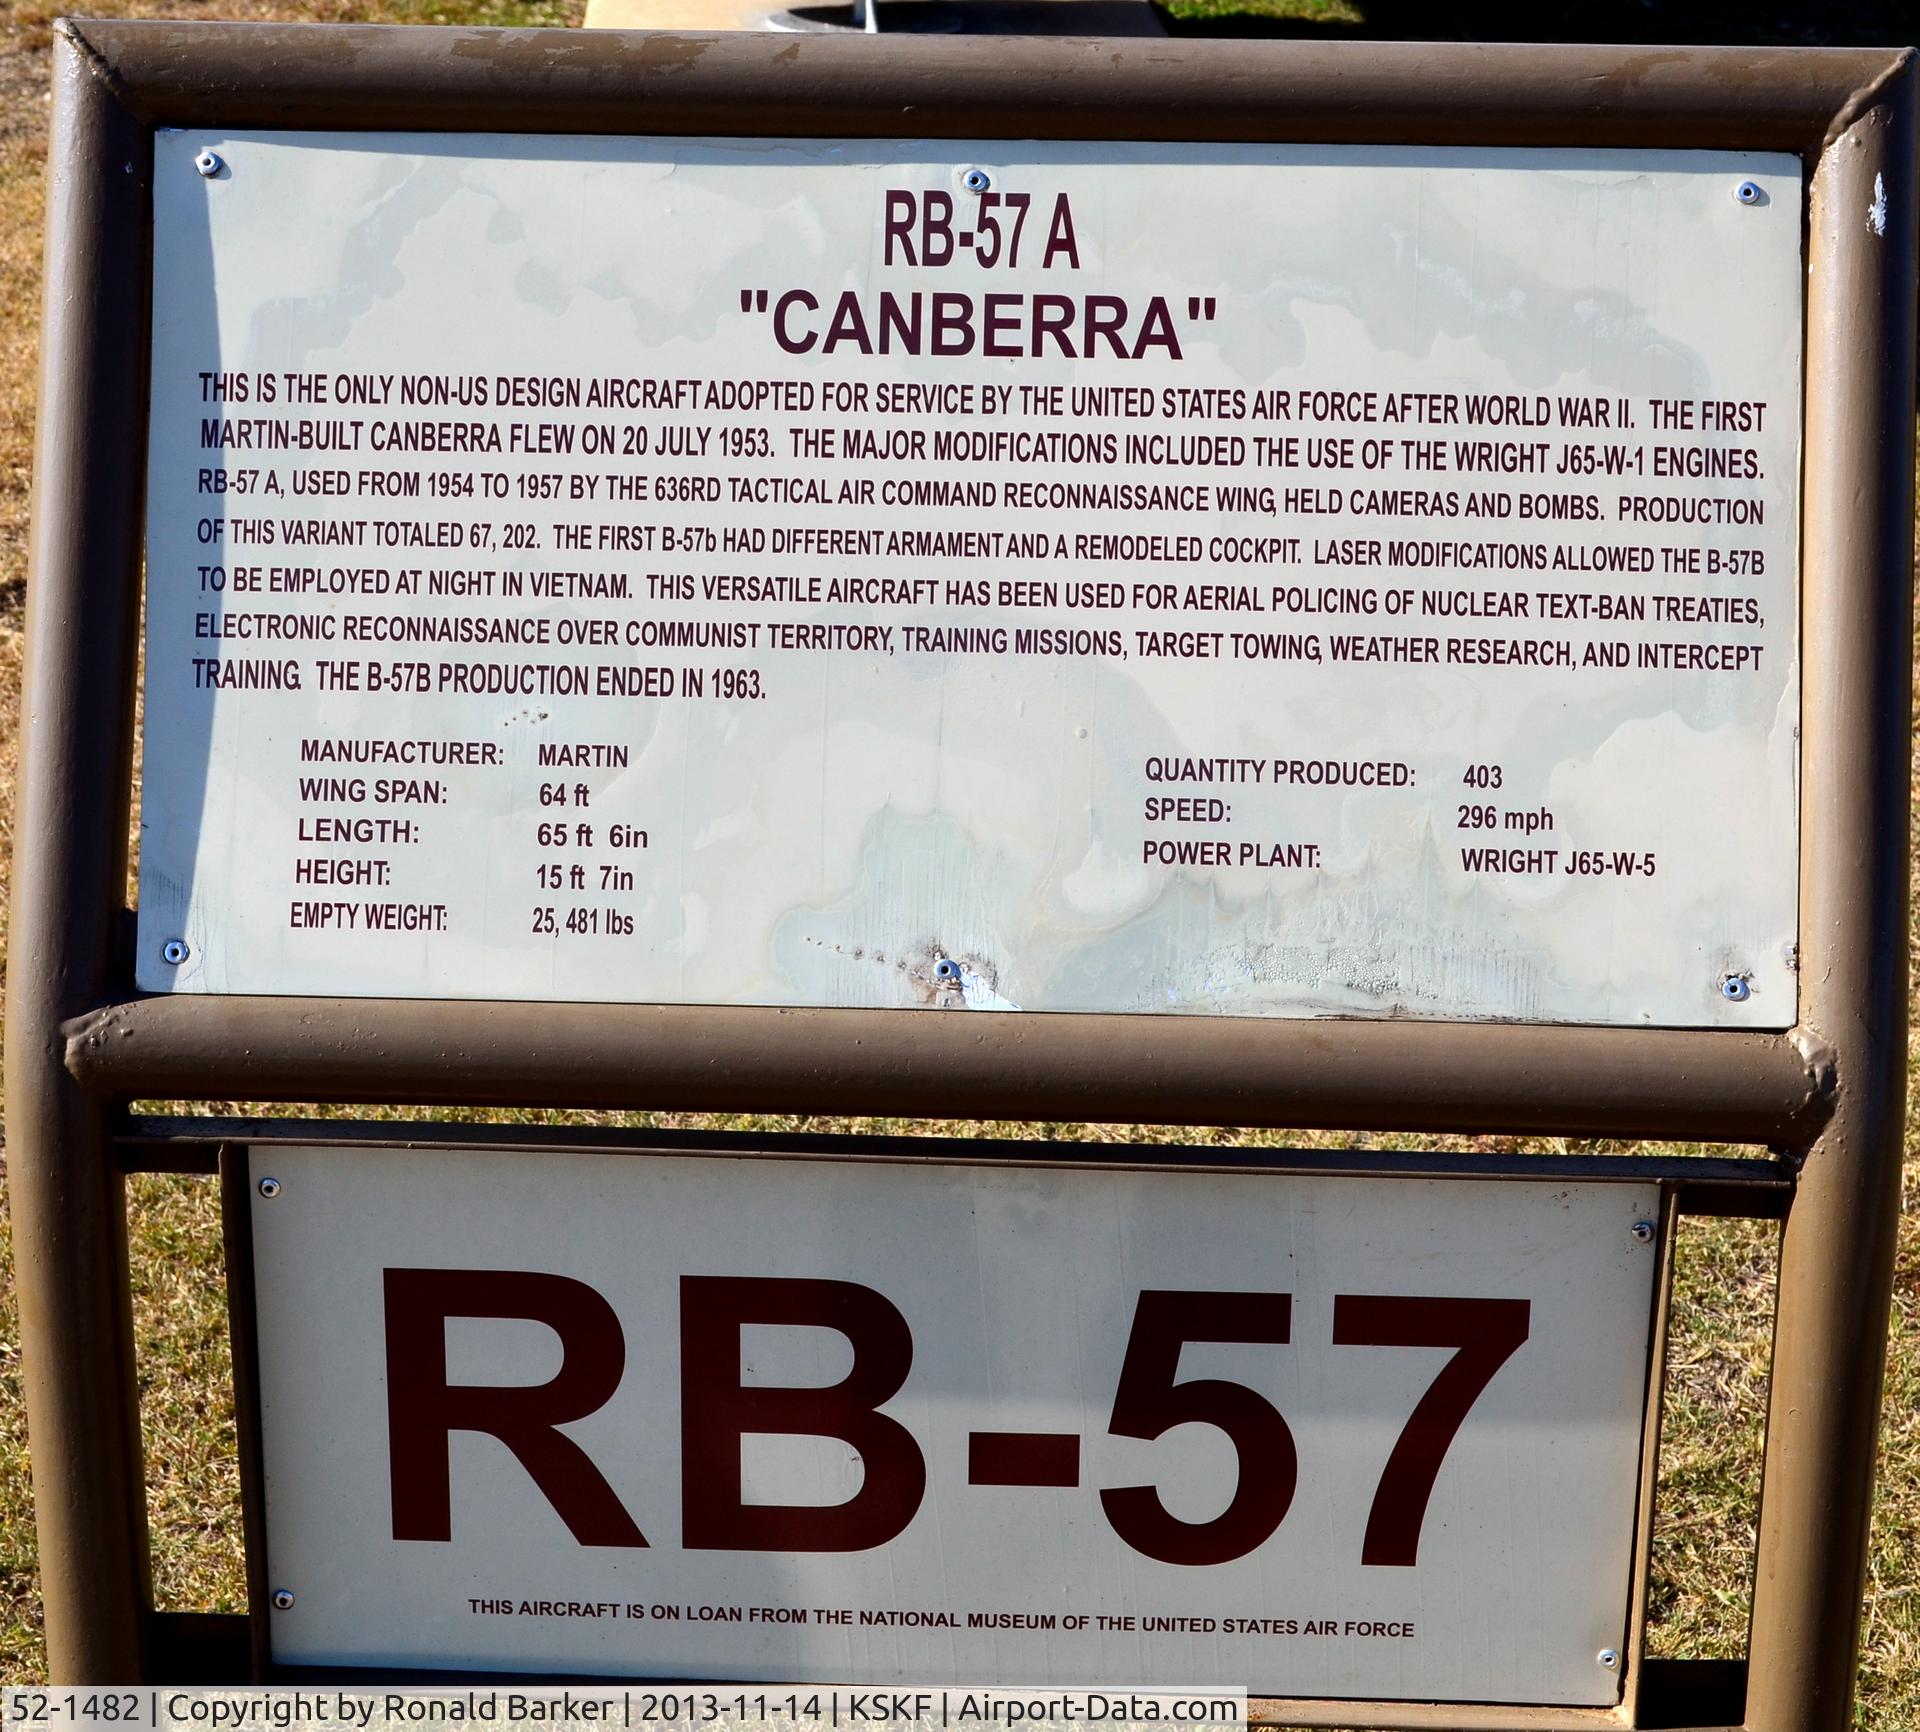 RB-57 A
"CANBERRA"
THIS IS THE ONLY NON-US DESIGN AIRCRAFT ADOPTED FOR SERVICE BY THE UNITED STATES AIR FORCE AFTER WORLD WAR II. THE FIRST
MARTIN-BUILT CANBERRA FLEW ON 20 JULY 1953. THE MAJOR MODIFICATIONS INCLUDED THE USE OF THE WRIGHT J65-W-1 ENGINES.
RB-57 A, USED FROM 1954 TO 1957 BY THE 636RD TACTICAL AIR COMMAND RECONNAISSANCE WING, HELD CAMERAS AND BOMBS. PRODUCTION
OF THIS VARIANT TOTALED 67, 202. THE FIRST B-57b HAD DIFFERENT ARMAMENT AND A REMODELED COCKPIT. LASER MODIFICATIONS ALLOWED THE B-57B
TO BE EMPLOYED AT NIGHT IN VIETNAM. THIS VERSATILE AIRCRAFT HAS BEEN USED FOR AERIAL POLICING OF NUCLEAR TEXT-BAN TREATIES,
ELECTRONIC RECONNAISSANCE OVER COMMUNIST TERRITORY, TRAINING MISSIONS, TARGET TOWING, WEATHER RESEARCH, AND INTERCEPT
TRAINING. THE B-57B PRODUCTION ENDED IN 1963.
MANUFACTURER: MARTIN
WING SPAN: 64 ft
LENGTH: 65 ft 6in
HEIGHT: 15 ft 7in
EMPTY WEIGHT: 25, 481 lbs
QUANTITY PRODUCED: 403
SPEED: 296 mph
POWER PLANT: WRIGHT J65-W-5
RB-57
THIS AIRCRAFT IS ON LOAN FROM THE NATIONAL MUSEUM OF THE UNITED STATES AIR FORCE
52-1482 | Copyright by Ronald Barker | 2013-11-14 | KSKF | Airport-Data.com